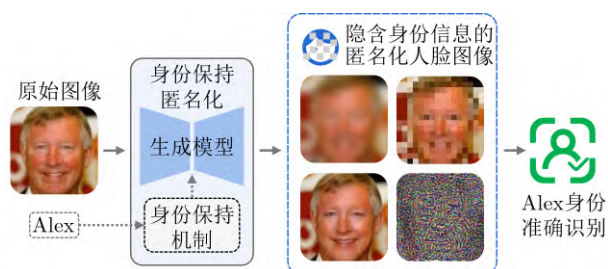 原始图像
Alex
身份保持
匿名化
生成模型
身份保持
机制
隐含身份信息的
匿名化人脸图像
Alex身份
准确识别